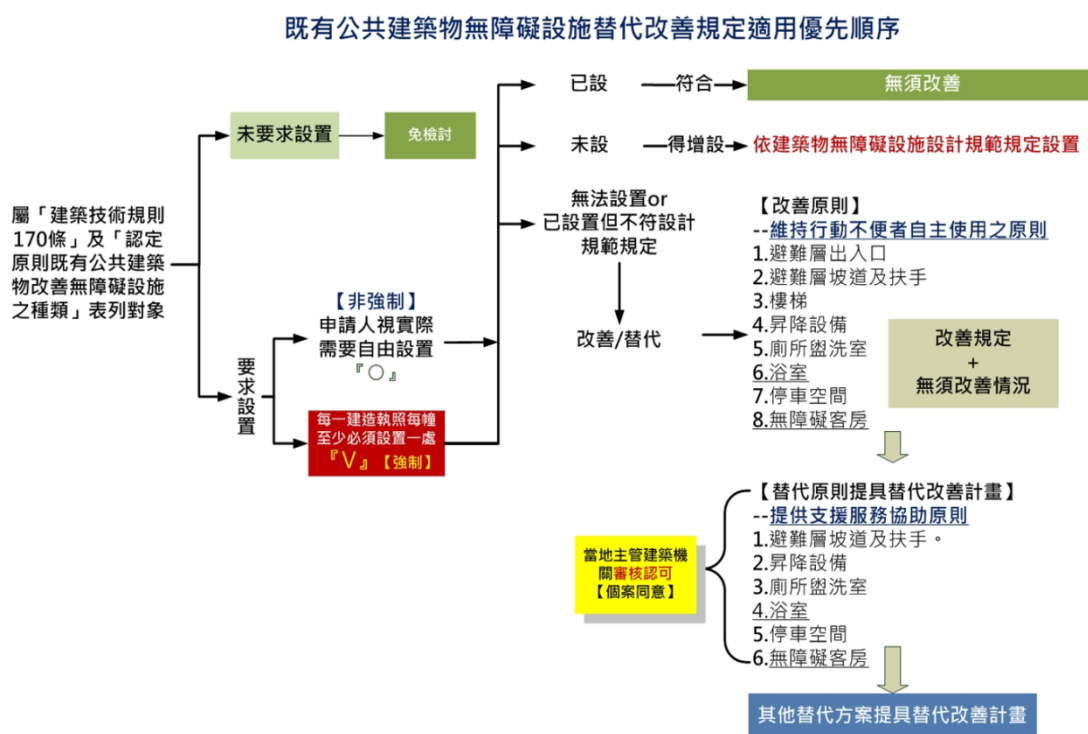 既有公共建築物無障礙設施替代改善規定適用優先順序
屬「建築技術規則
170條」及「認定
原則既有公共建築
物改善無障礙設施
之種類」表列對象
未要求設置
免檢討
要求設置
【非強制】
申請人視實際
需要自由設置
『○』
每一建造執照每幢
至少必須設置一處
『V』【強制】
已設
符合
無須改善
未設
得增設
依建築物無障礙設施設計規範規定設置
無法設置or
已設置但不符設計
規範規定
改善/替代
【改善原則】
--維持行動不便者自主使用之原則
1.避難層出入口
2.避難層坡道及扶手
3.樓梯
4.昇降設備
5.廁所盥洗室
6.浴室
7.停車空間
8.無障礙客房
改善規定
+
無須改善情況
【替代原則提具替代改善計畫】
--提供支援服務協助原則
1.避難層坡道及扶手。
2.昇降設備
3.廁所盥洗室
4.浴室
5.停車空間
6.無障礙客房
當地主管建築機
關審核認可
【個案同意】
其他替代方案提具替代改善計畫